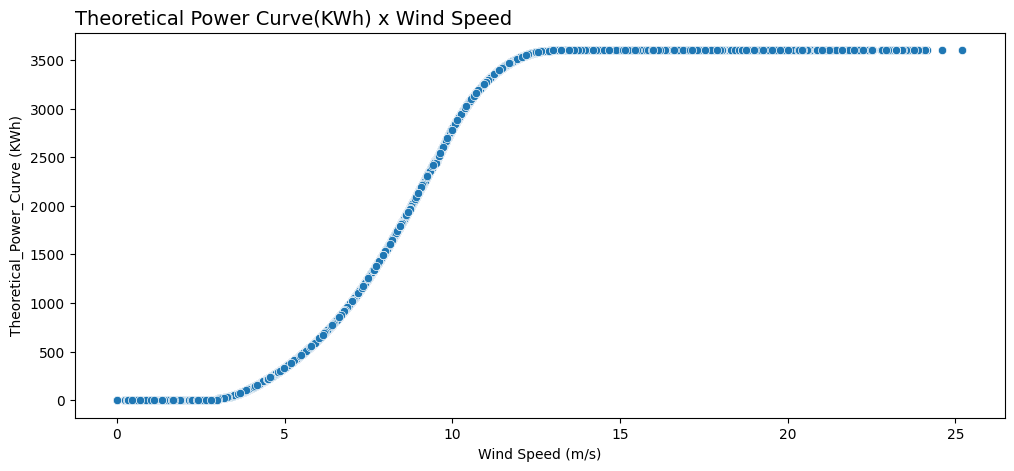 Theoretical Power Curve(KWh) x Wind Speed
Theoretical_Power_Curve (KWh)
3500
3000
2500
2000
1500
1000
500
0
0 5 10 15 20 25
Wind Speed (m/s)